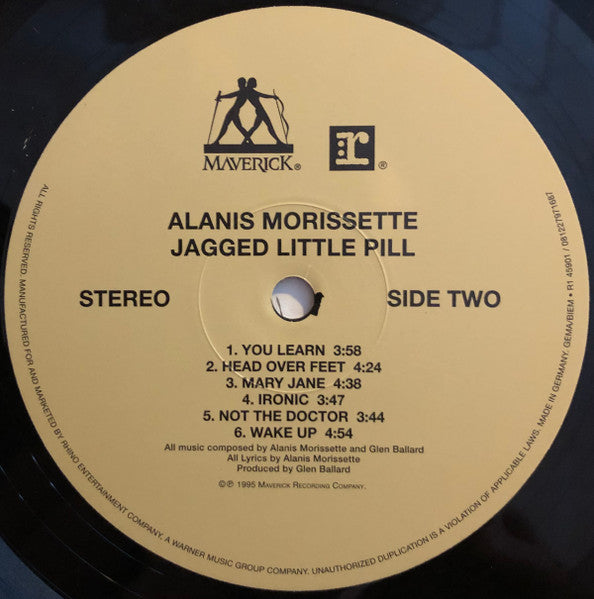 MAVERICK®
r®
ALANIS MORISSETTE
JAGGED LITTLE PILL
STEREO
SIDE TWO
1. YOU LEARN 3:58
2. HEAD OVER FEET 4:24
3. MARY JANE 4:38
4. IRONIC 3:47
5. NOT THE DOCTOR 3:44
6. WAKE UP 4:54
All music composed by Alanis Morissette and Glen Ballard
All Lyrics by Alanis Morissette
Produced by Glen Ballard
©℗ 1995 MAVERICK RECORDING COMPANY.
ALL RIGHTS RESERVED. MANUFACTURED FOR AND MARKETED BY RHINO ENTERTAINMENT COMPANY, A WARNER MUSIC GROUP COMPANY. UNAUTHORIZED DUPLICATION IS A VIOLATION OF APPLICABLE LAWS. MADE IN GERMANY. GEMA/BIEM • R1 45901 / 081227971687